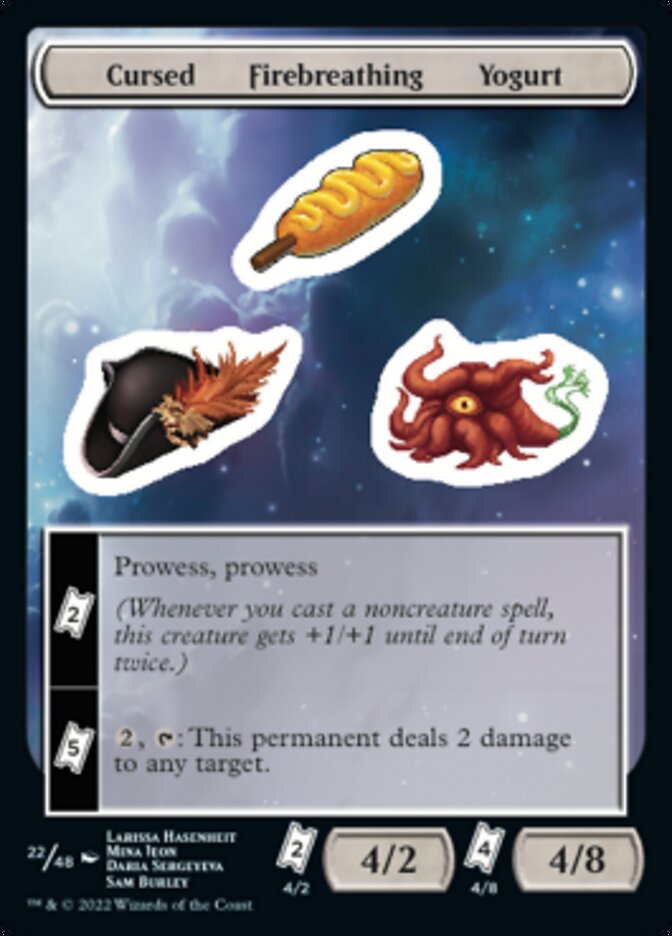 Cursed Firebreathing Yogurt
2
Prowess, prowess
(Whenever you cast a noncreature spell,
this creature gets +1/+1 until end of turn
twice.)
5
2, : This permanent deals 2 damage
to any target.
22/48
Larissa Hasenheit
Mina Jeon
Daria Sergeyeva
Sam Burley
2
4/2
4/2
4
4/8
4/8
™ & © 2022 Wizards of the Coast